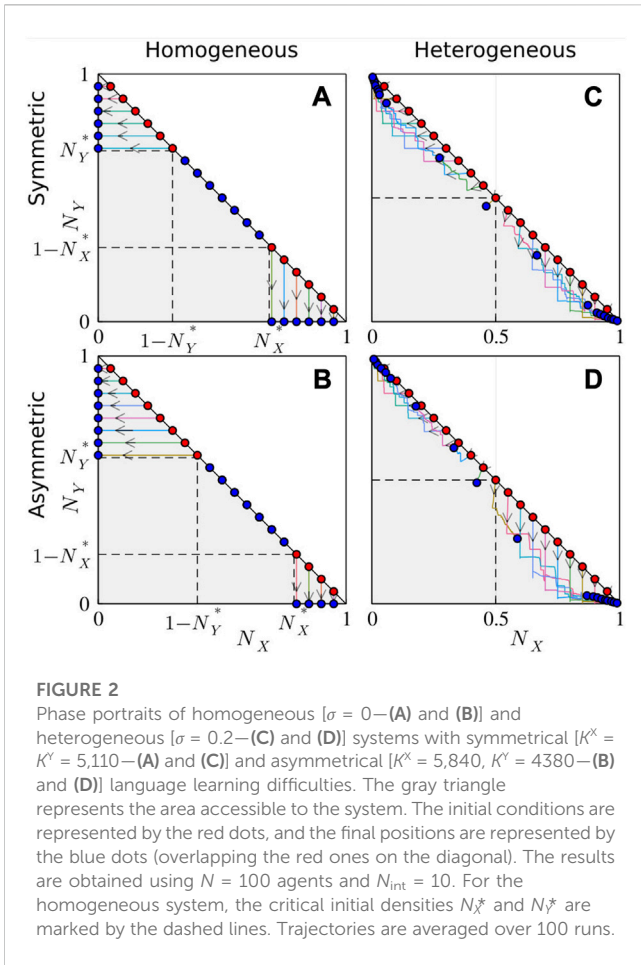 Homogeneous
Heterogeneous
Symmetric
1
A
N_Y^*
N_Y
1−N_X^*
0
1−N_Y^*
N_X^*
1
C
0
0.5
1
Asymmetric
1
B
N_Y^*
N_Y
1−N_X^*
0
0
1−N_Y^*
N_X^*
1
N_X
D
0
0.5
1
N_X
FIGURE 2
Phase portraits of homogeneous [σ = 0—(A) and (B)] and
heterogeneous [σ = 0.2—(C) and (D)] systems with symmetrical [K^X =
K^Y = 5,110—(A) and (C)] and asymmetrical [K^X = 5,840, K^Y = 4380—(B)
and (D)] language learning difficulties. The gray triangle
represents the area accessible to the system. The initial conditions are
represented by the red dots, and the final positions are represented by
the blue dots (overlapping the red ones on the diagonal). The results
are obtained using N = 100 agents and N_int = 10. For the
homogeneous system, the critical initial densities N_X^* and N_Y^* are
marked by the dashed lines. Trajectories are averaged over 100 runs.